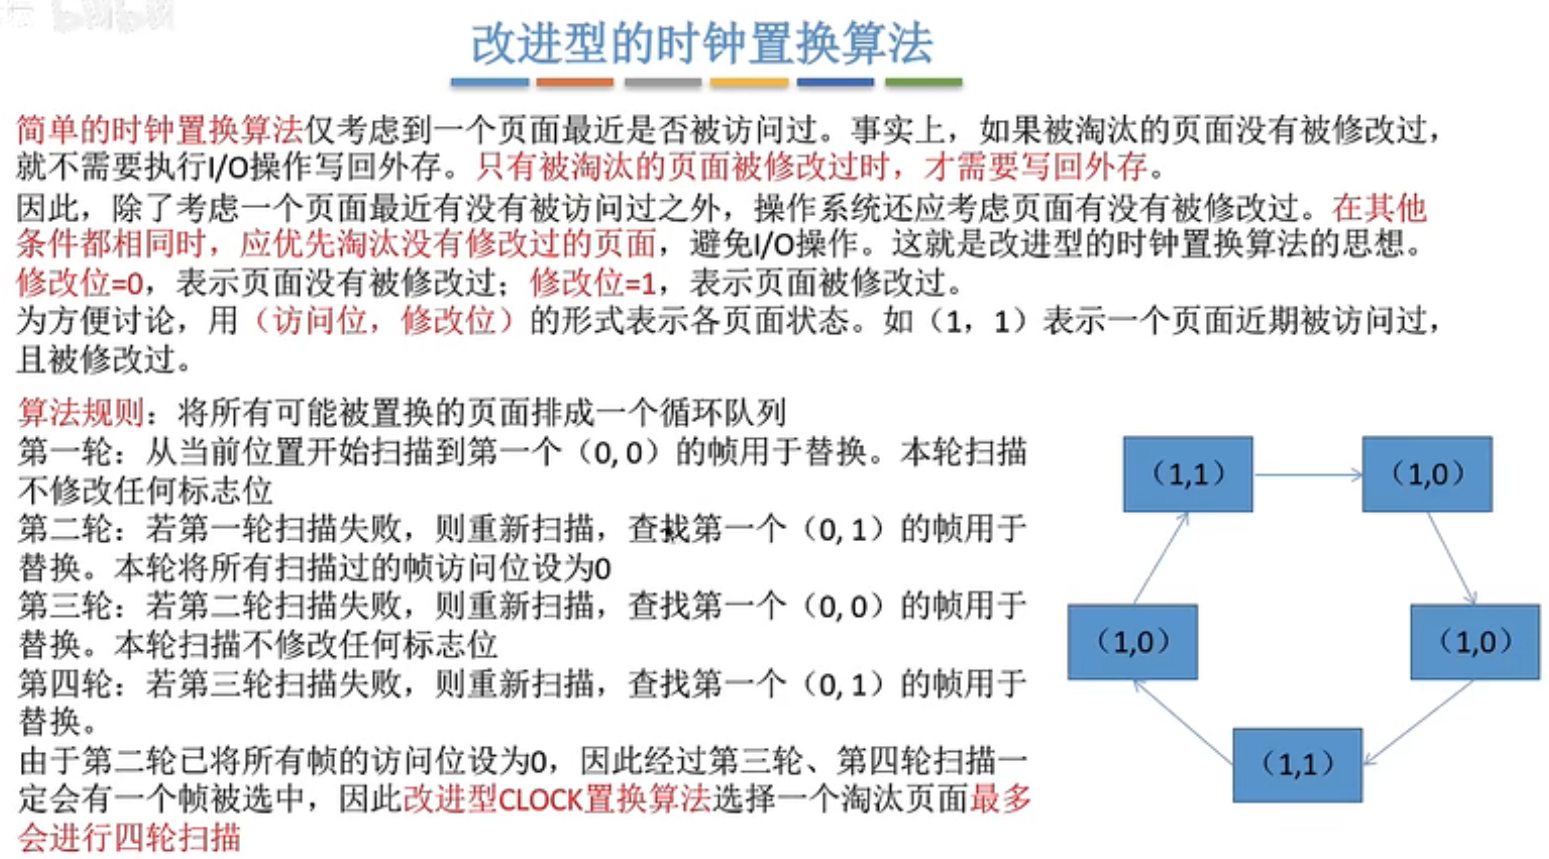 改进型的时钟置换算法
简单的时钟置换算法仅考虑到一个页面最近是否被访问过。事实上，如果被淘汰的页面没有被修改过，
就不需要执行I/O操作写回外存。只有被淘汰的页面被修改过时，才需要写回外存。
因此，除了考虑一个页面最近有没有被访问过之外，操作系统还应考虑页面有没有被修改过。在其他
条件都相同时，应优先淘汰没有修改过的页面，避免I/O操作。这就是改进型的时钟置换算法的思想。
修改位=0，表示页面没有被修改过；修改位=1，表示页面被修改过。
为方便讨论，用（访问位，修改位）的形式表示各页面状态。如（1，1）表示一个页面近期被访问过，
且被修改过。
算法规则：将所有可能被置换的页面排成一个循环队列
第一轮：从当前位置开始扫描到第一个（0, 0）的帧用于替换。本轮扫描
不修改任何标志位
第二轮：若第一轮扫描失败，则重新扫描，查找第一个（0, 1）的帧用于
替换。本轮将所有扫描过的帧访问位设为0
第三轮：若第二轮扫描失败，则重新扫描，查找第一个（0, 0）的帧用于
替换。本轮扫描不修改任何标志位
第四轮：若第三轮扫描失败，则重新扫描，查找第一个（0, 1）的帧用于
替换。
由于第二轮已将所有帧的访问位设为0，因此经过第三轮、第四轮扫描一
定会有一个帧被选中，因此改进型CLOCK置换算法选择一个淘汰页面最多
会进行四轮扫描
（1,1）
（1,0）
（1,0）
（1,0）
（1,1）